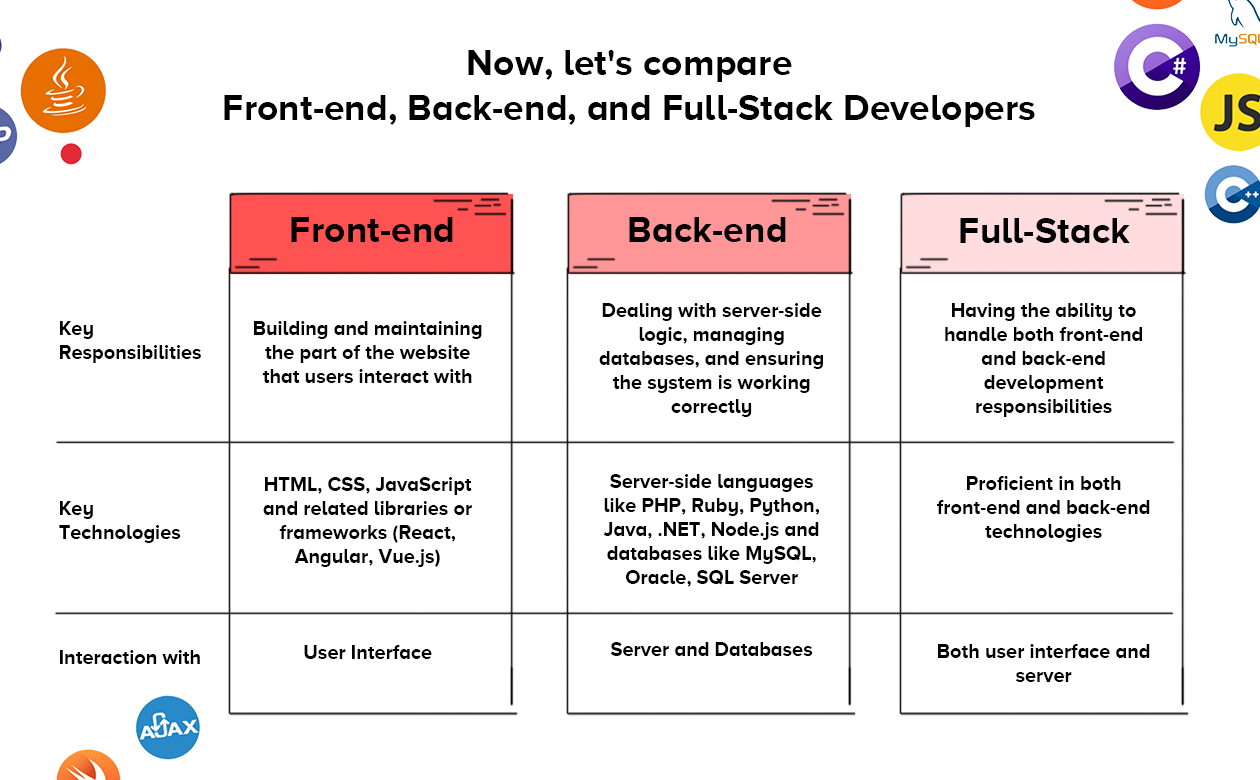 Now, let's compare
Front-end, Back-end, and Full-Stack Developers
Front-end
Back-end
Full-Stack
Key
Responsibilities
Building and maintaining
the part of the website
that users interact with
Dealing with server-side
logic, managing
databases, and ensuring
the system is working
correctly
Having the ability to
handle both front-end
and back-end
development
responsibilities
Key
Technologies
HTML, CSS, JavaScript
and related libraries or
frameworks (React,
Angular, Vue.js)
Server-side languages
like PHP, Ruby, Python,
Java, .NET, Node.js and
databases like MySQL,
Oracle, SQL Server
Proficient in both
front-end and back-end
technologies
Interaction with
User Interface
Server and Databases
Both user interface and
server
C#
MySQL
JS
C++
P
AJAX